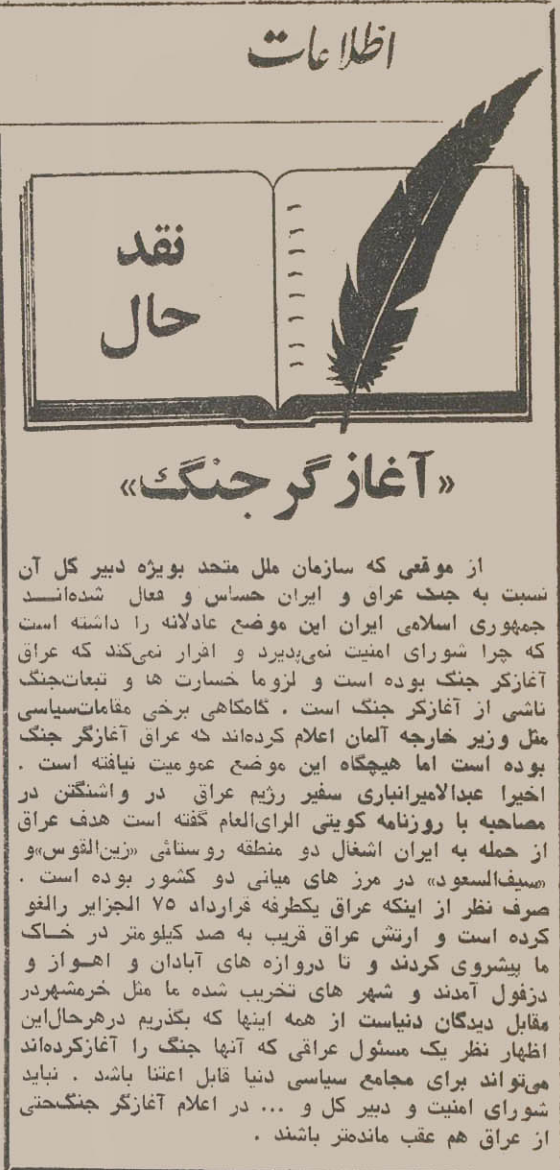 اطلاعات
نقد
حال
«آغازگر جنگ»
از موقعی که سازمان ملل متحد بویژه دبیر کل آن
نسبت به جنگ عراق و ایران حساس و فعال شده‌انـــد
جمهوری اسلامی ایران این موضع عادلانه را داشته است
که چرا شورای امنیت نمی‌پذیرد و اقرار نمی‌کند که عراق
آغازگر جنگ بوده است و لزوما خسارت ها و تبعات‌جنگ
ناشی از آغازگر جنگ است . گاهگاهی برخی مقامات‌سیاسی
مثل وزیر خارجه آلمان اعلام کرده‌اند که عراق آغازگر جنگ
بوده است اما هیچگاه این موضع عمومیت نیافته است .
اخیرا عبدالامیرانباری سفیر رژیم عراق در واشنگتن در
مصاحبه با روزنامه کویتی الرای‌العام گفته است هدف عراق
از حمله به ایران اشغال دو منطقه روستائی «زین‌القوس»و
«سیف‌السعود» در مرز های میانی دو کشور بوده است .
صرف نظر از اینکه عراق یکطرفه قرارداد ۷۵ الجزایر رالغو
کرده است و ارتش عراق قریب به صد کیلومتر در خــاک
ما پیشروی کردند و تا دروازه های آبادان و اهــواز و
دزفول آمدند و شهر های تخریب شده ما مثل خرمشهردر
مقابل دیدگان دنیاست از همه اینها که بگذریم درهرحال‌این
اظهار نظر یک مسئول عراقی که آنها جنگ را آغازکرده‌اند
می‌تواند برای مجامع سیاسی دنیا قابل اعتنا باشد . نباید
شورای امنیت و دبیر کل و ... در اعلام آغازگر جنگ‌حتی
از عراق هم عقب مانده‌تر باشند .